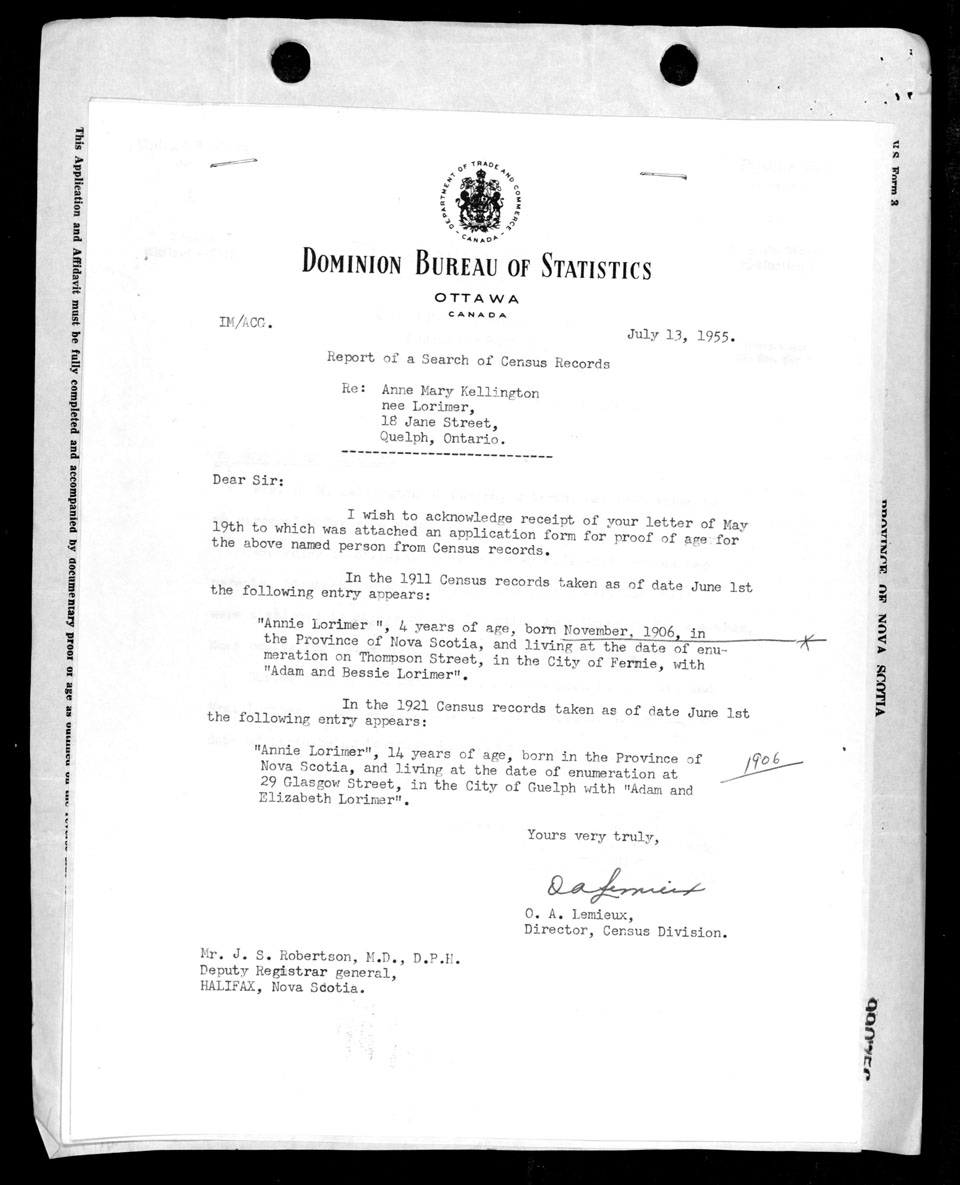 DEPARTMENT OF TRADE AND COMMERCE
- CANADA -
DOMINION BUREAU OF STATISTICS
OTTAWA
CANADA
IM/ACG.
July 13, 1955.
Report of a Search of Census Records
Re: Anne Mary Kellington
nee Lorimer,
18 Jane Street,
Quelph, Ontario.
---------------------------
Dear Sir:
I wish to acknowledge receipt of your letter of May
19th to which was attached an application form for proof of age for
the above named person from Census records.
In the 1911 Census records taken as of date June 1st
the following entry appears:
"Annie Lorimer ", 4 years of age, born November, 1906, in
the Province of Nova Scotia, and living at the date of enu-
meration on Thompson Street, in the City of Fernie, with
"Adam and Bessie Lorimer".
In the 1921 Census records taken as of date June 1st
the following entry appears:
"Annie Lorimer", 14 years of age, born in the Province of
Nova Scotia, and living at the date of enumeration at
29 Glasgow Street, in the City of Guelph with "Adam and
Elizabeth Lorimer".
1906
Yours very truly,
O A Lemieux
O. A. Lemieux,
Director, Census Division.
Mr. J. S. Robertson, M.D., D.P.H.
Deputy Registrar general,
HALIFAX, Nova Scotia.
This Application and Affidavit must be fully completed and accompanied by documentary proof of age as outlined on the reverse
Form 3
PROVINCE OF NOVA SCOTIA